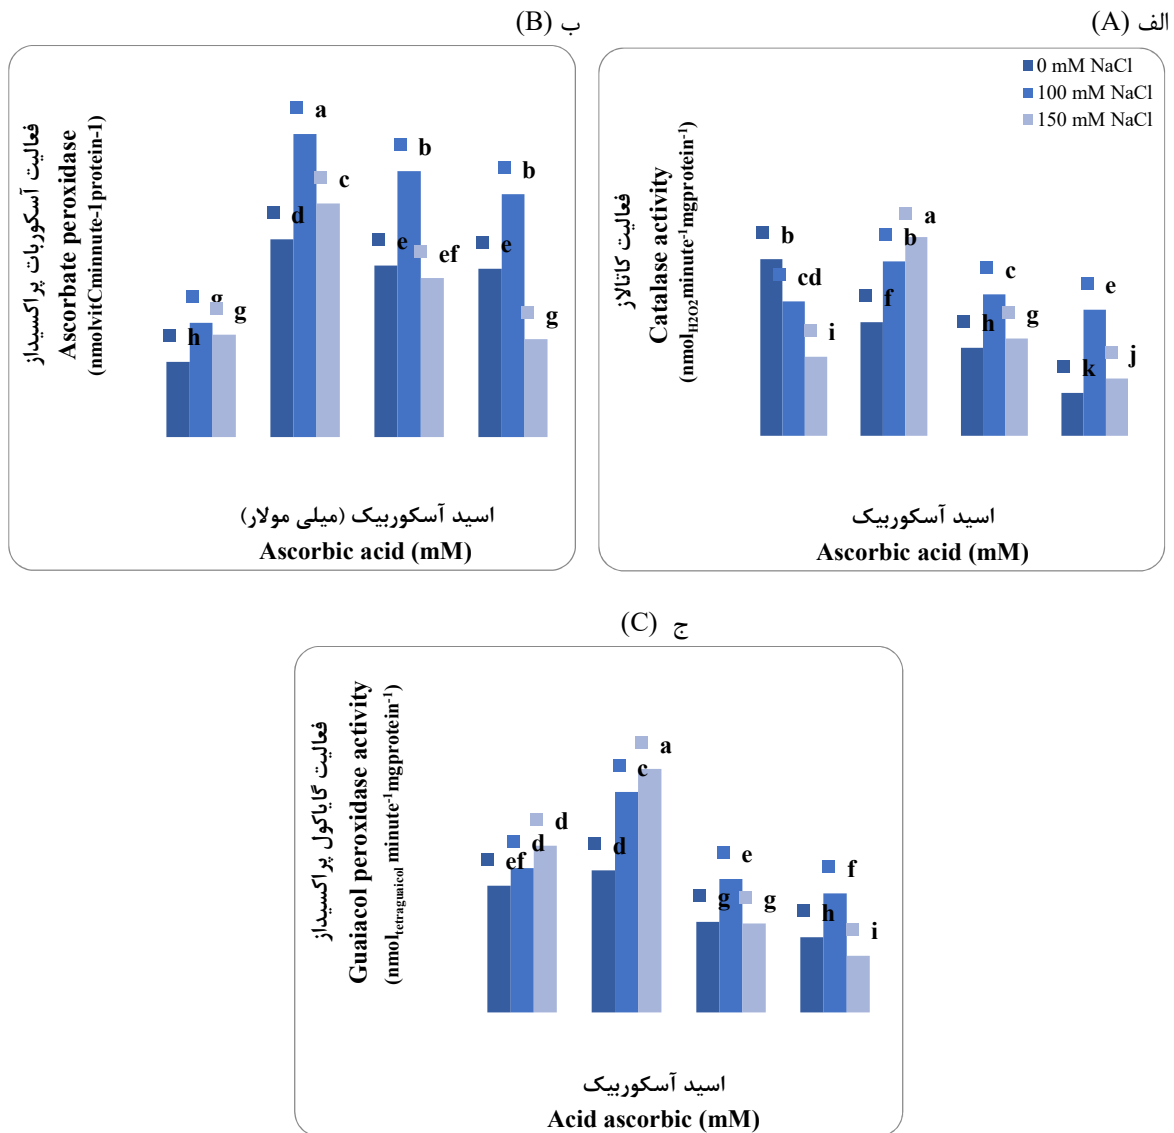 الف (A)
0 mM NaCl
100 mM NaCl
150 mM NaCl
فعالیت کاتالاز
Catalase activity
(nmolH2O2minute-1mgprotein-1)
b
cd
i
f
b
a
h
c
g
k
e
j
اسید آسکوربیک
Ascorbic acid (mM)
ب (B)
فعالیت آسکوربات پراکسیداز
Ascorbate peroxidase
(nmolvitCminute-1protein-1)
h
g
g
d
a
c
e
b
ef
e
b
g
اسید آسکوربیک (میلی مولار)
Ascorbic acid (mM)
ج (C)
فعالیت گایاکول پراکسیداز
Guaiacol peroxidase activity
(nmoltetraguaicol minute-1mgprotein-1)
ef
d
d
d
c
a
g
e
g
h
f
i
اسید آسکوربیک
Acid ascorbic (mM)